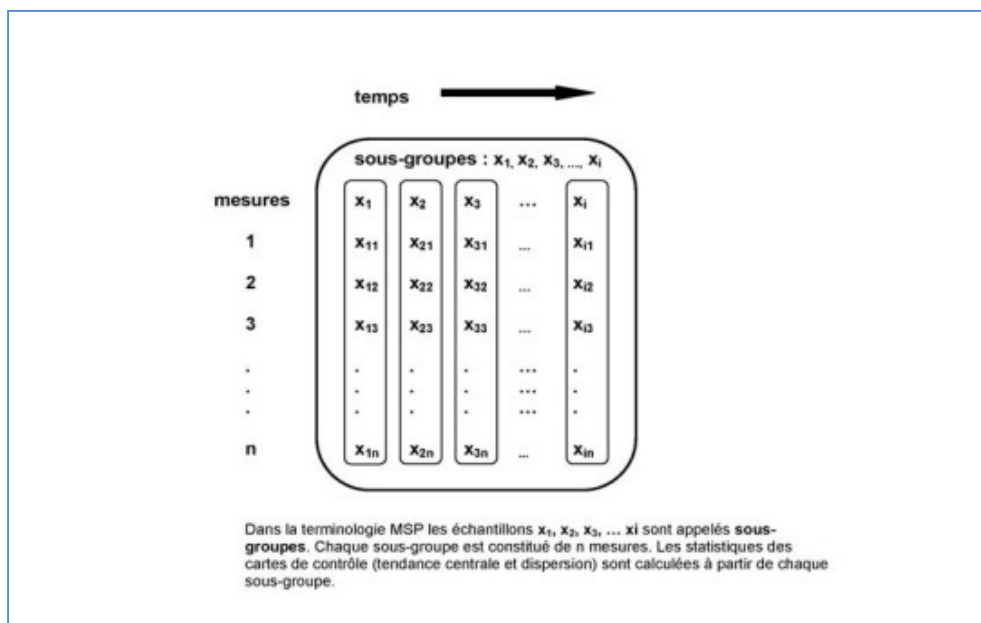 temps
sous-groupes : x₁, x₂, x₃, ..., xᵢ
mesures x₁ x₂ x₃ ... xᵢ
1 x₁₁ x₂₁ x₃₁ ... xᵢ₁
2 x₁₂ x₂₂ x₃₂ ... xᵢ₂
3 x₁₃ x₂₃ x₃₃ ... xᵢ₃
. . . . ... .
. . . . ... .
. . . . ... .
n x₁ₙ x₂ₙ x₃ₙ ... xᵢₙ
Dans la terminologie MSP les échantillons x₁, x₂, x₃, ... xi sont appelés sous-
groupes. Chaque sous-groupe est constitué de n mesures. Les statistiques des
cartes de contrôle (tendance centrale et dispersion) sont calculées à partir de chaque
sous-groupe.